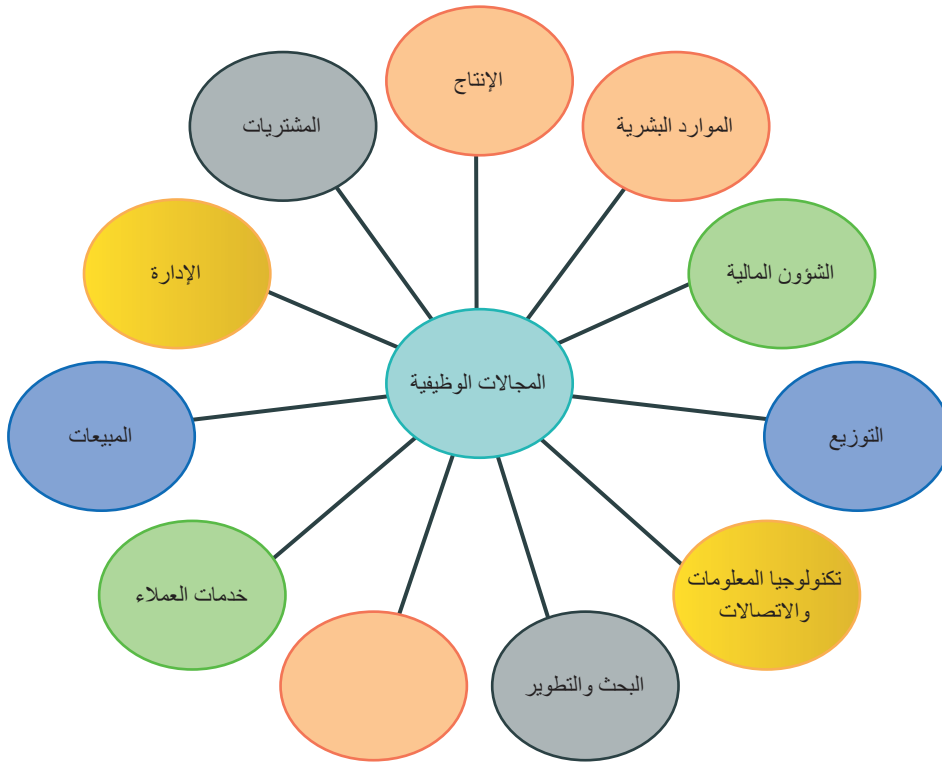 الإنتاج
الموارد البشرية
المشتريات
الشؤون المالية
الإدارة
المجالات الوظيفية
التوزيع
المبيعات
تكنولوجيا المعلومات
والاتصالات
خدمات العملاء
البحث والتطوير